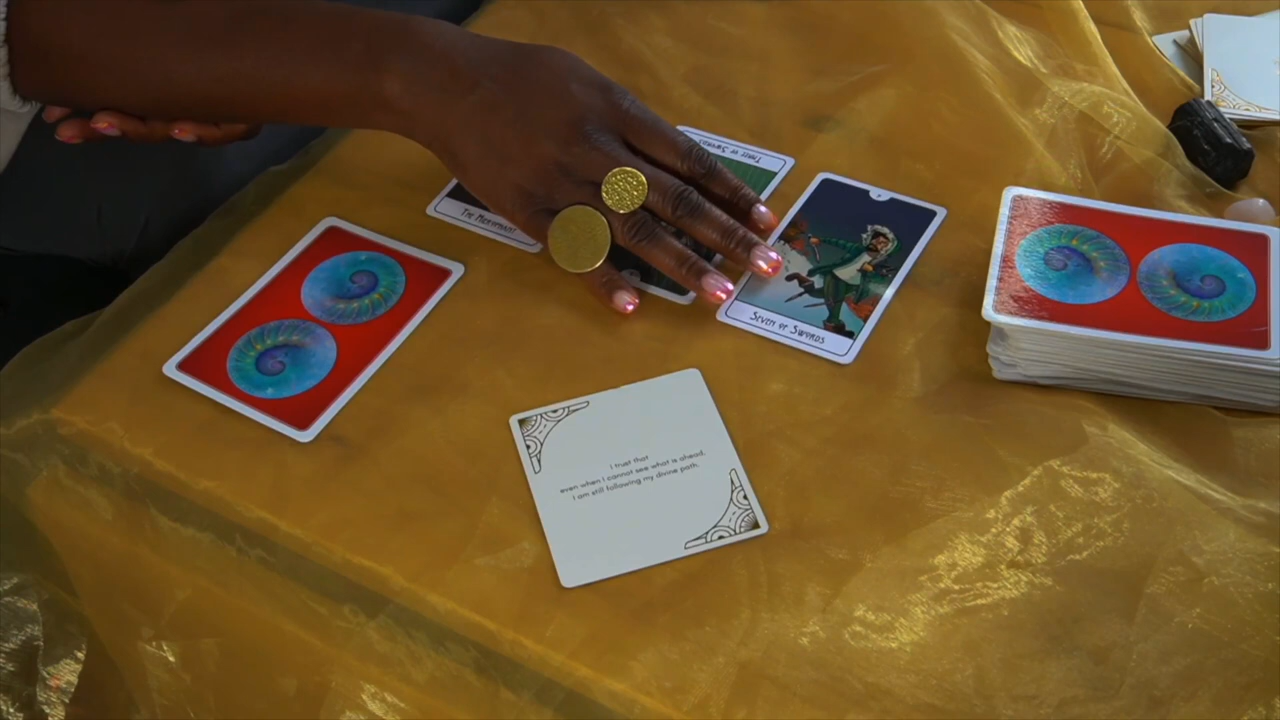 Three of Swords
The Hierophant
7
Seven of Swords
I trust that
even when I cannot see what is ahead,
I am still following my divine path.